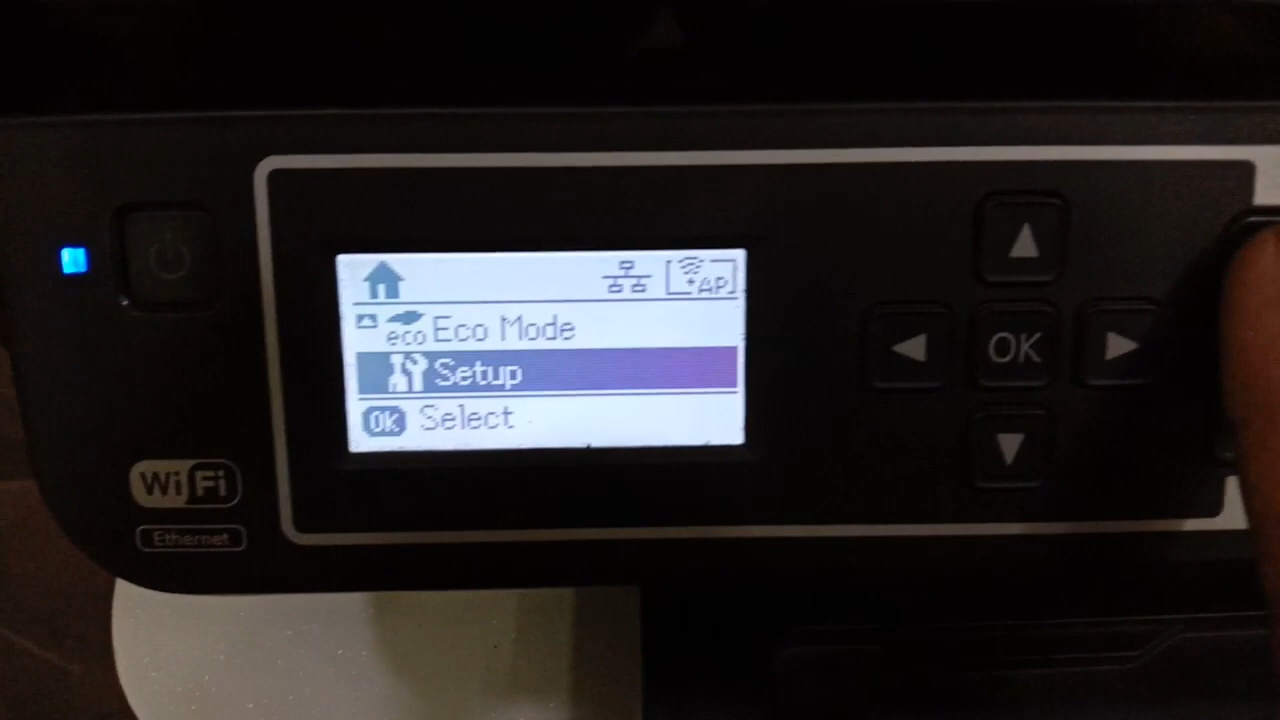 AP
eco Eco Mode
Setup
OK Select
OK
WiFi
Ethernet